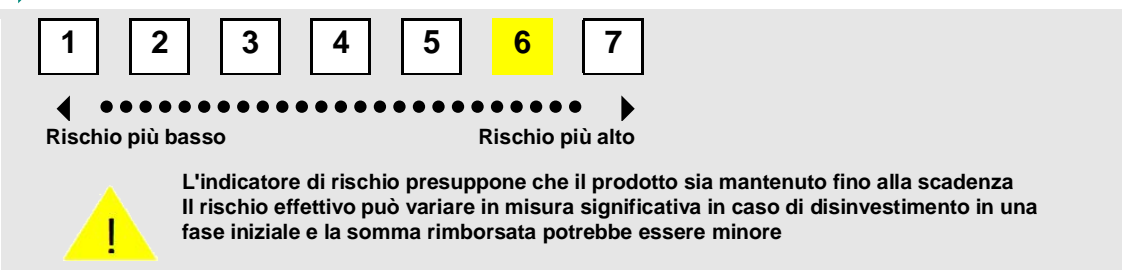 1 2 3 4 5 6 7
Rischio più basso Rischio più alto
L'indicatore di rischio presuppone che il prodotto sia mantenuto fino alla scadenza
Il rischio effettivo può variare in misura significativa in caso di disinvestimento in una
fase iniziale e la somma rimborsata potrebbe essere minore
!